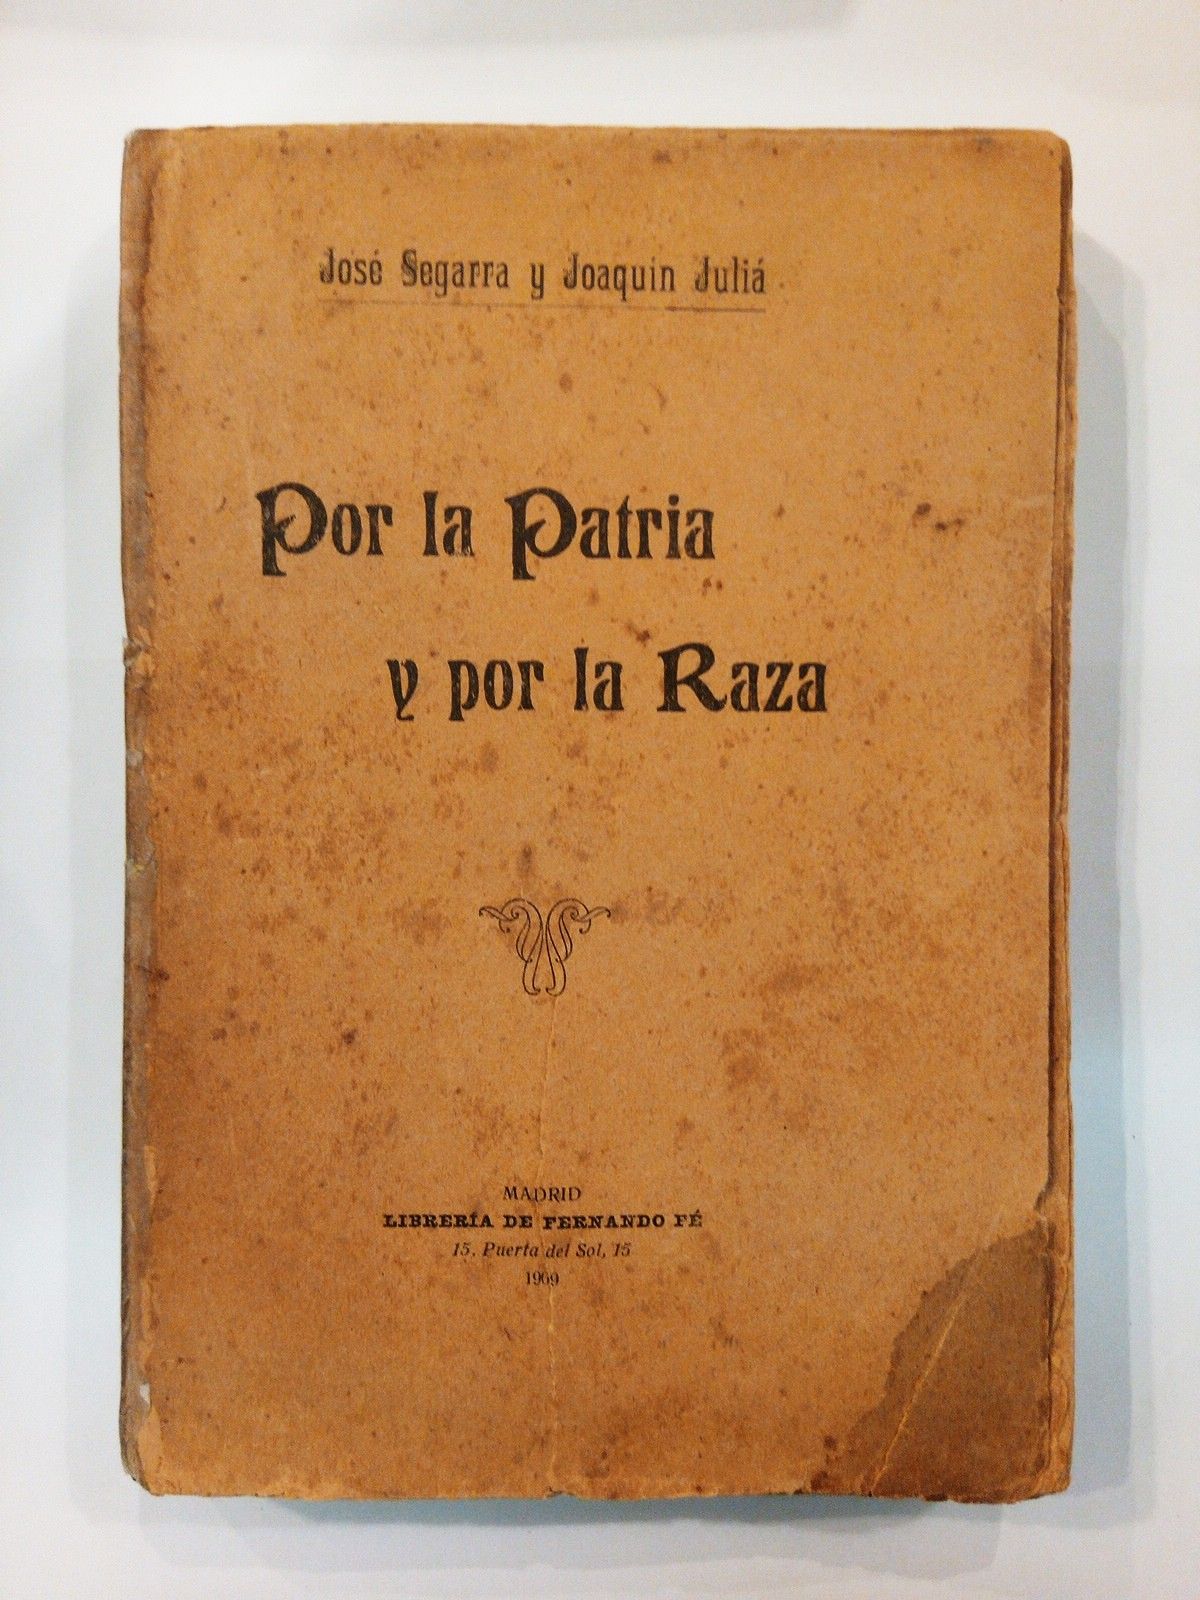 José Segarra y Joaquin Juliá
Por la Patria
y por la Raza
MADRID
LIBRERÍA DE FERNANDO FÉ
15, Puerta del Sol, 15
1909